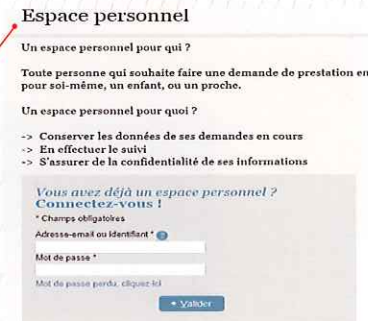 Espace personnel
Un espace personnel pour qui ?
Toute personne qui souhaite faire une demande de prestation en
pour soi-même, un enfant, ou un proche.
Un espace personnel pour quoi ?
-> Conserver les données de ses demandes en cours
-> En effectuer le suivi
-> S'assurer de la confidentialité de ses informations
Vous avez déjà un espace personnel ?
Connectez-vous !
* Champs obligatoires
Adresse-email ou Identifiant * ?
Mot de passe *
Mot de passe perdu, cliquez-ici
Valider